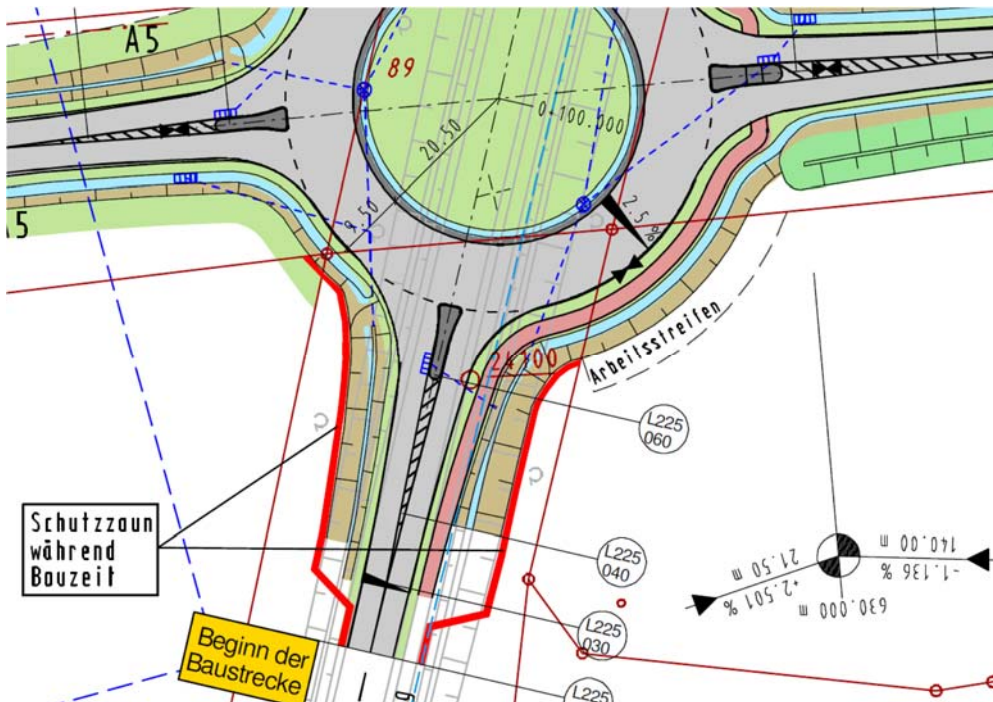 A5
89
0+100.000
20.50
9.50
2.5 %
A5
Arbeitsstreifen
24+00
L225
060
Schutzzaun
während
Bauzeit
L225
040
140.00 m
-1.136 %
21.50 m
+2.501 %
630.000 m
L225
030
Beginn der
Baustrecke
L225
g